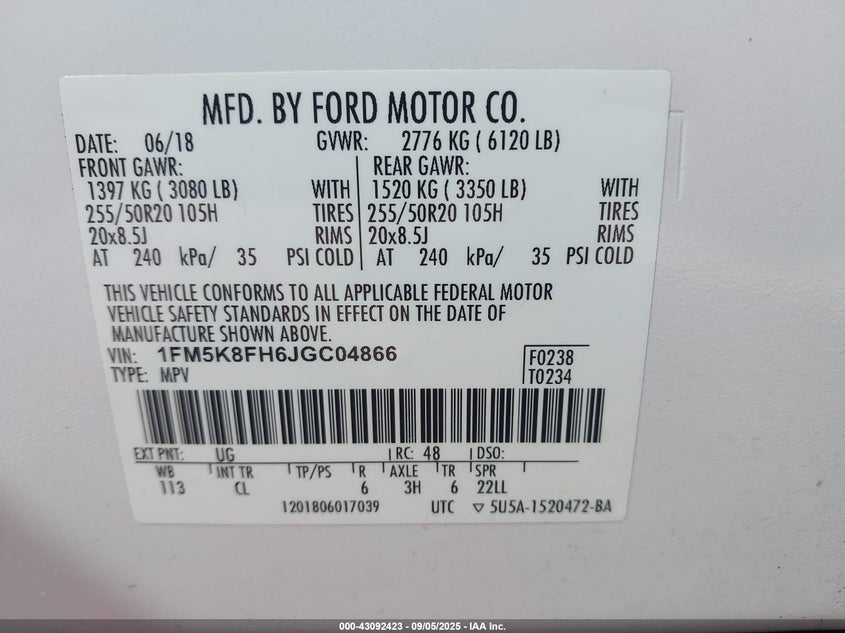 MFD. BY FORD MOTOR CO.
DATE: 06/18 GVWR: 2776 KG ( 6120 LB)
FRONT GAWR: REAR GAWR:
1397 KG ( 3080 LB) WITH 1520 KG ( 3350 LB) WITH
255/50R20 105H TIRES 255/50R20 105H TIRES
20x8.5J RIMS 20x8.5J RIMS
AT 240 kPa/ 35 PSI COLD AT 240 kPa/ 35 PSI COLD
THIS VEHICLE CONFORMS TO ALL APPLICABLE FEDERAL MOTOR
VEHICLE SAFETY STANDARDS IN EFFECT ON THE DATE OF
MANUFACTURE SHOWN ABOVE.
VIN: 1FM5K8FH6JGC04866 F0238
TYPE: MPV T0234
EXT PNT: UG RC: 48 DSO:
WB INT TR TP/PS R AXLE TR SPR
113 CL 6 3H 6 22LL
1201806017039 UTC ▽ 5U5A-1520472-BA
000-43092423 - 09/05/2025 - IAA Inc.